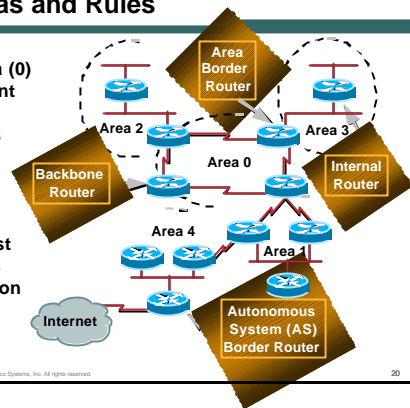 as and Rules
(0)
nt
Area
Border
Router
Area 2
Area 3
Area 0
Backbone
Router
Internal
Router
st
on
Area 4
Area 1
Internet
Autonomous
System (AS)
Border Router
co Systems, Inc. All rights reserved.
20